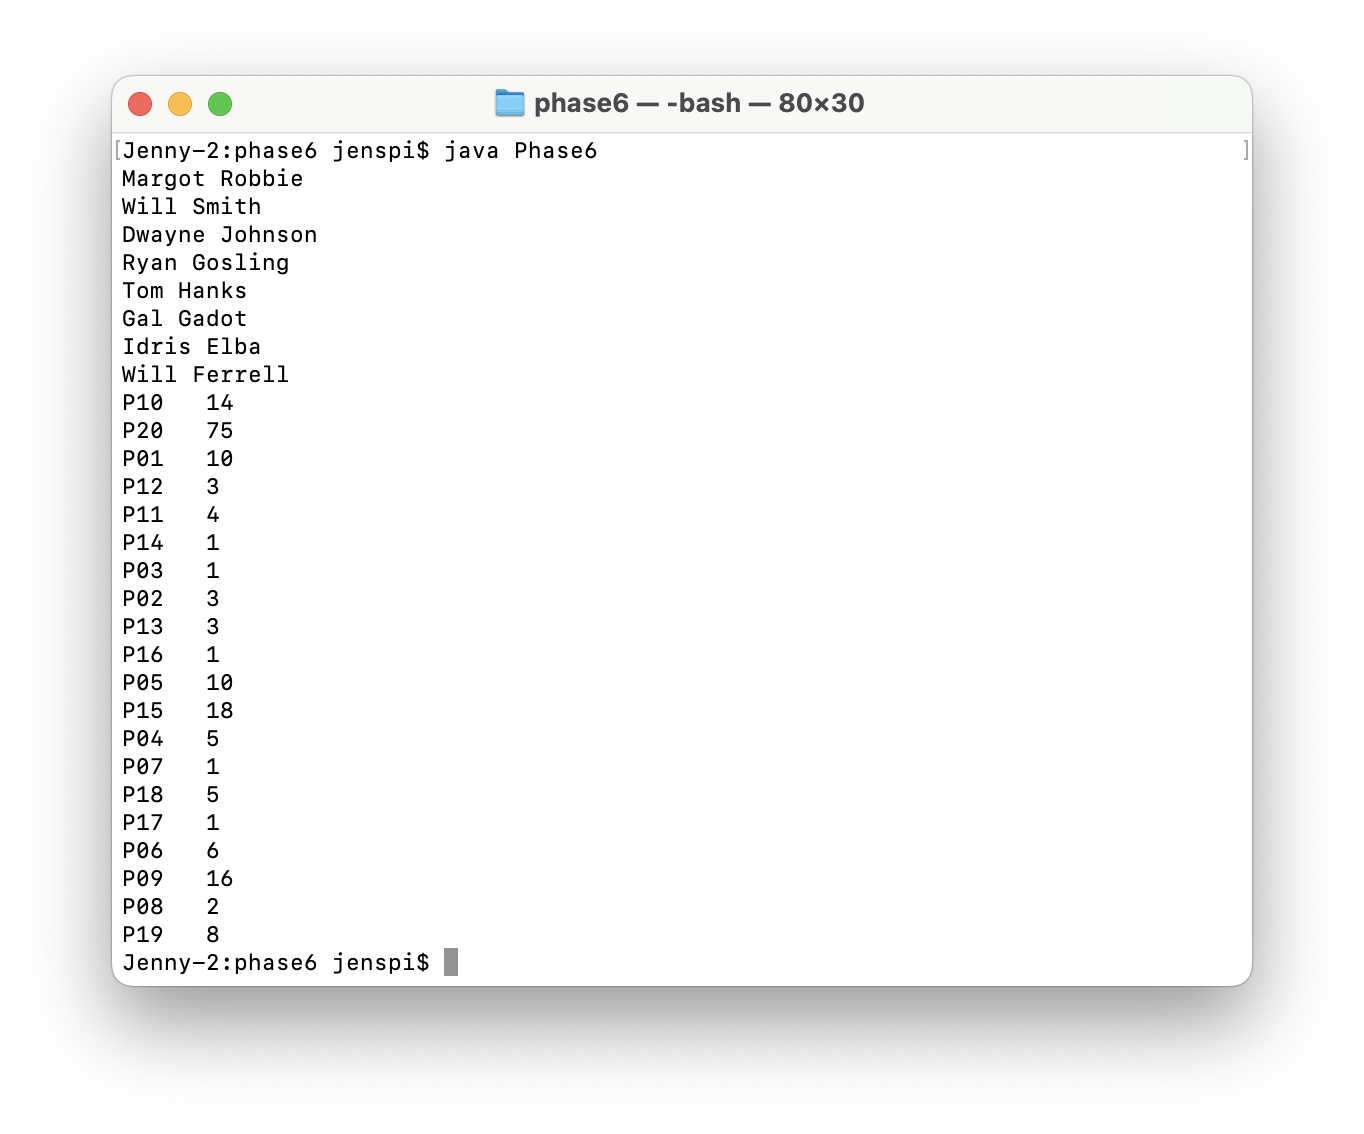 phase6 — -bash — 80×30
[Jenny-2:phase6 jenspi$ java Phase6 ]
Margot Robbie
Will Smith
Dwayne Johnson
Ryan Gosling
Tom Hanks
Gal Gadot
Idris Elba
Will Ferrell
P10   14
P20   75
P01   10
P12   3
P11   4
P14   1
P03   1
P02   3
P13   3
P16   1
P05   10
P15   18
P04   5
P07   1
P18   5
P17   1
P06   6
P09   16
P08   2
P19   8
Jenny-2:phase6 jenspi$